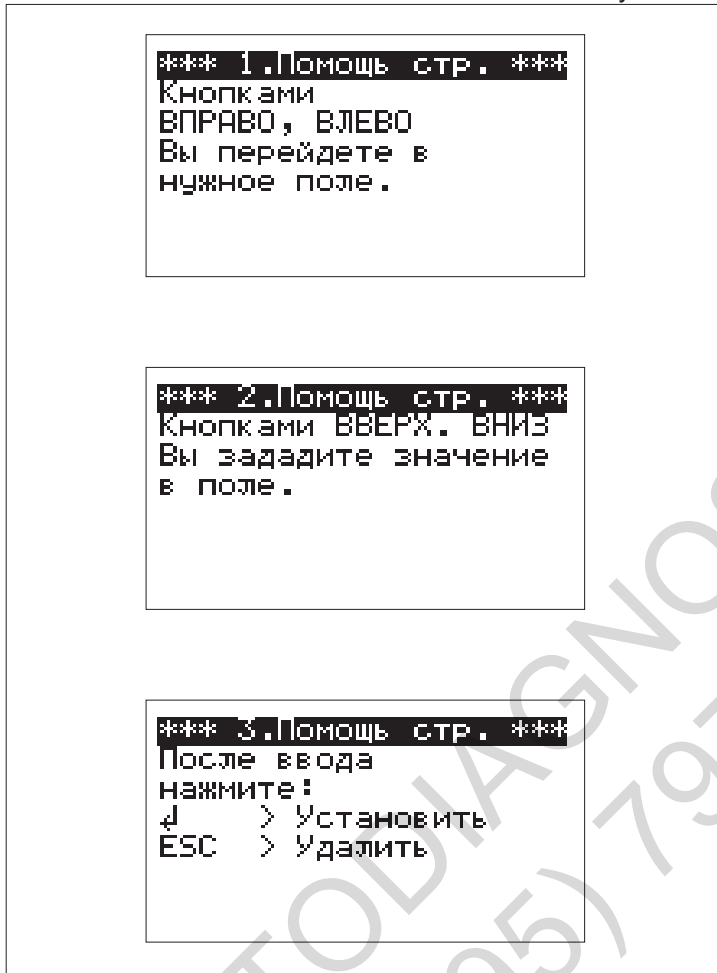 *** 1.Помощь стр. ***
Кнопками
ВПРАВО, ВЛЕВО
Вы перейдете в
нужное поле.
*** 2.Помощь стр. ***
Кнопками ВВЕРХ. ВНИЗ
Вы зададите значение
в поле.
*** 3.Помощь стр. ***
После ввода
нажмите:
↲ > Установить
ESC > Удалить